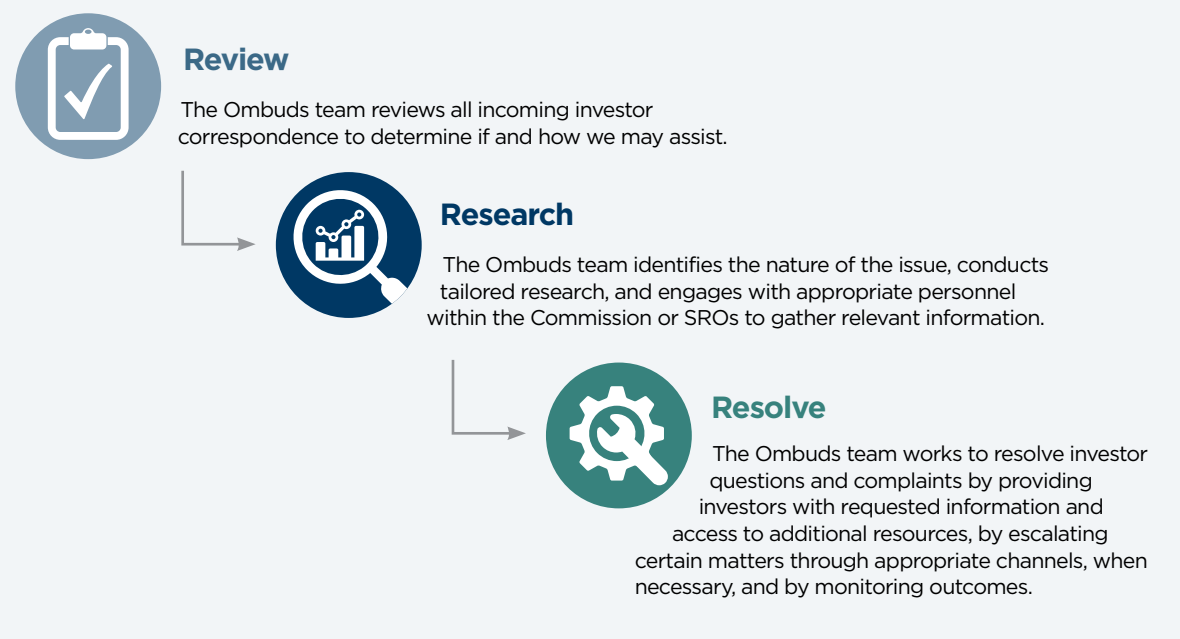 Review
The Ombuds team reviews all incoming investor
correspondence to determine if and how we may assist.
Research
The Ombuds team identifies the nature of the issue, conducts
tailored research, and engages with appropriate personnel
within the Commission or SROs to gather relevant information.
Resolve
The Ombuds team works to resolve investor
questions and complaints by providing
investors with requested information and
access to additional resources, by escalating
certain matters through appropriate channels, when
necessary, and by monitoring outcomes.